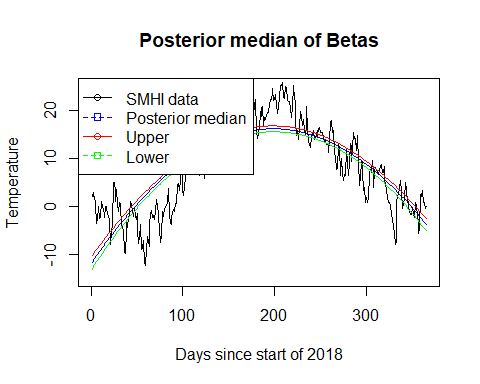 Posterior median of Betas
SMHI data
Posterior median
Upper
Lower
20
10
0
-10
Temperature
0 100 200 300
Days since start of 2018